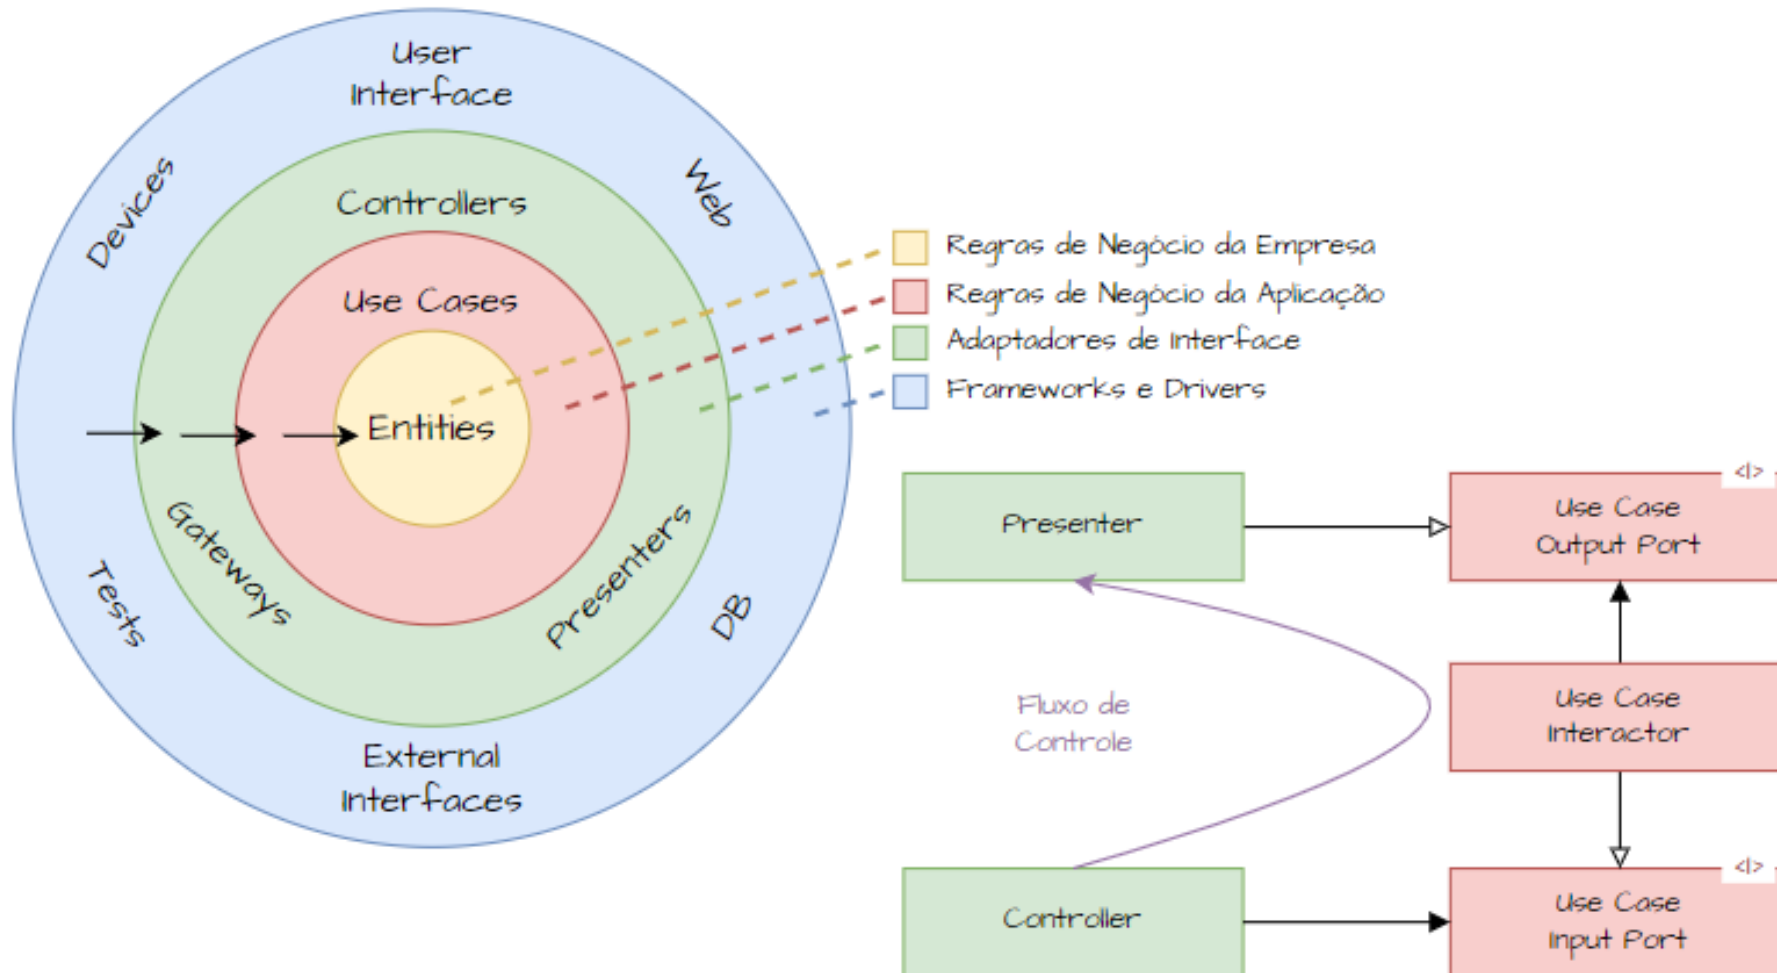 User
Interface
Devices
Web
Controllers
Use Cases
Entities
Gateways
Presenters
Tests
DB
External
Interfaces
Regras de Negócio da Empresa
Regras de Negócio da Aplicação
Adaptadores de Interface
Frameworks e Drivers
Presenter
<I>
Use Case
Output Port
Fluxo de
Controle
Use Case
Interactor
Controller
<I>
Use Case
Input Port